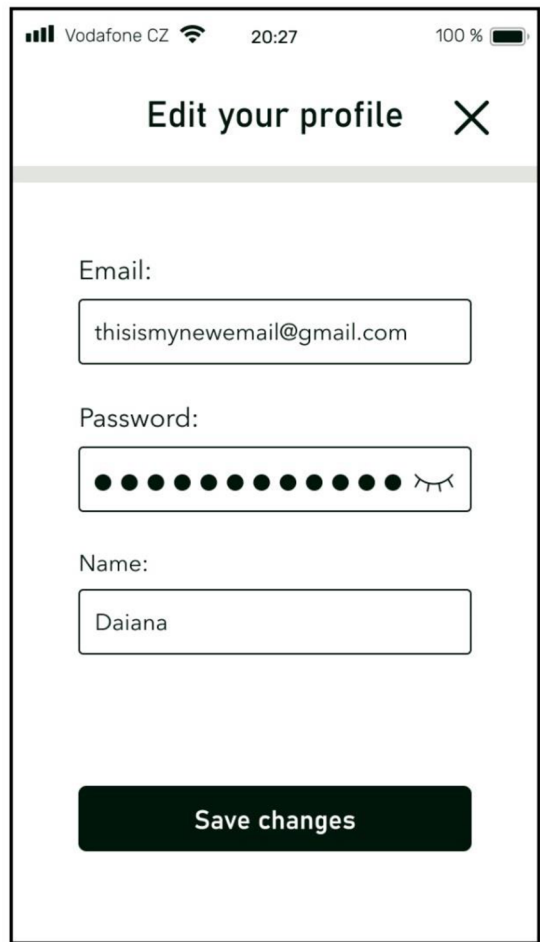 Vodafone CZ 20:27 100 %
Edit your profile
Email:
thisismynewemail@gmail.com
Password:
●●●●●●●●●●●●
Name:
Daiana
Save changes